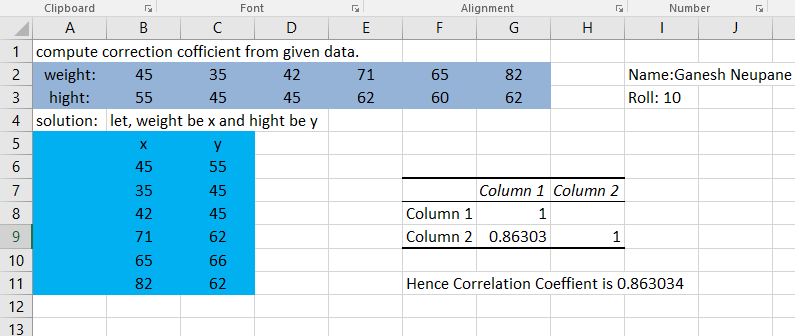 Clipboard Font Alignment Number
A B C D E F G H I J
1 compute correction cofficient from given data.
2 weight: 45 35 42 71 65 82 Name:Ganesh Neupane
3 hight: 55 45 45 62 60 62 Roll: 10
4 solution: let, weight be x and hight be y
5 x y
6 45 55
7 35 45 Column 1 Column 2
8 42 45 Column 1 1
9 71 62 Column 2 0.86303 1
10 65 66
11 82 62 Hence Correlation Coeffient is 0.863034
12
13